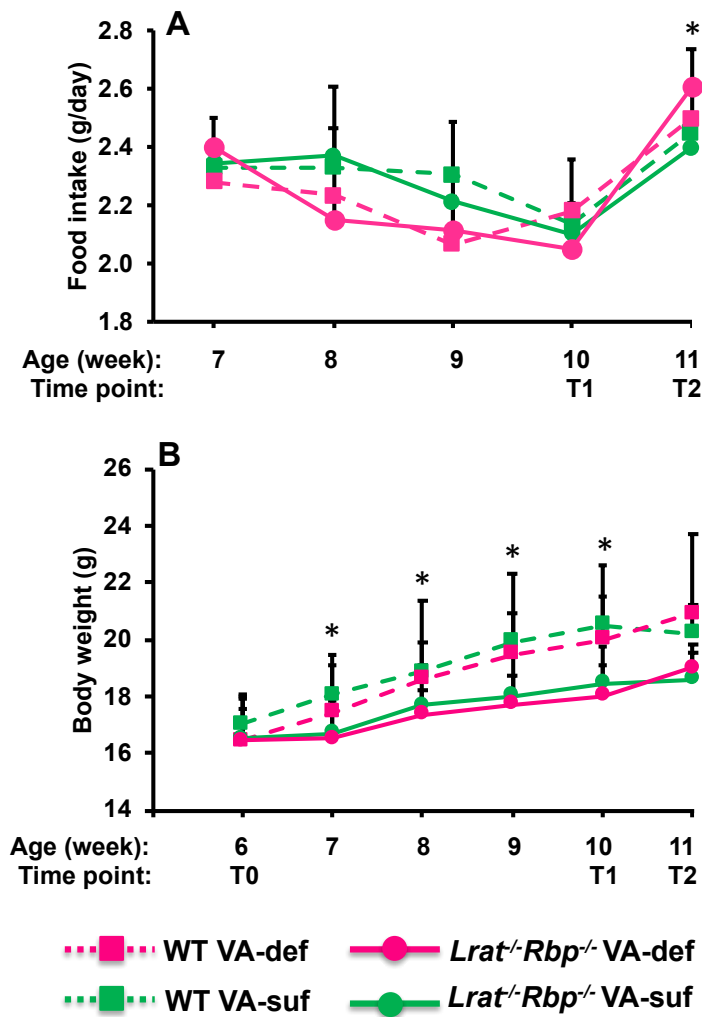 A
*
2.8
2.6
2.4
2.2
2.0
1.8
Food intake (g/day)
Age (week): 7 8 9 10 11
Time point: T1 T2
B
26
24
22
20
18
16
14
Body weight (g)
* * * *
Age (week): 6 7 8 9 10 11
Time point: T0 T1 T2
WT VA-def Lrat-/-Rbp-/- VA-def
WT VA-suf Lrat-/-Rbp-/- VA-suf